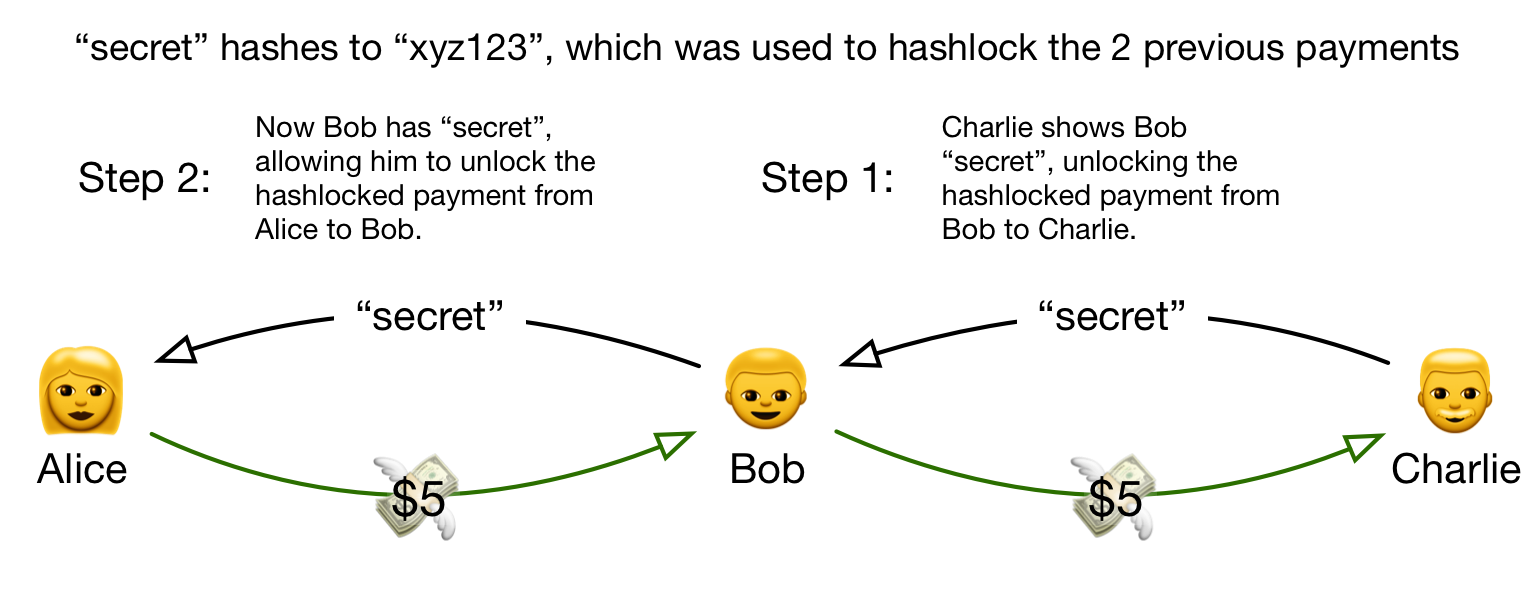 “secret” hashes to “xyz123”, which was used to hashlock the 2 previous payments
Step 2:
Now Bob has “secret”,
allowing him to unlock the
hashlocked payment from
Alice to Bob.
Step 1:
Charlie shows Bob
“secret”, unlocking the
hashlocked payment from
Bob to Charlie.
“secret”
“secret”
Alice
Bob
Charlie
$5
$5